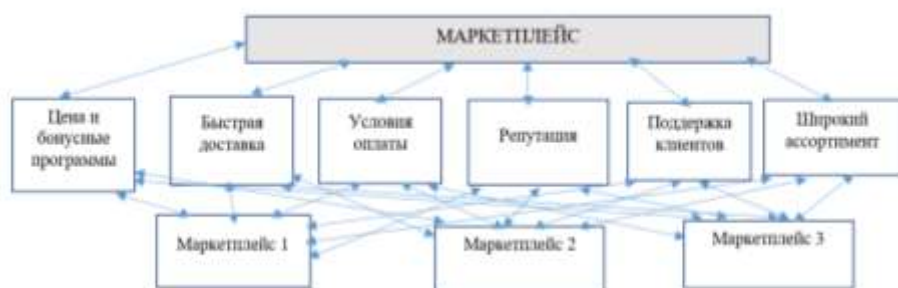 МАРКЕТПЛЕЙС
Цена и
бонусные
программы
Быстрая
доставка
Условия
оплаты
Репутация
Поддержка
клиентов
Широкий
ассортимент
Маркетплейс 1
Маркетплейс 2
Маркетплейс 3